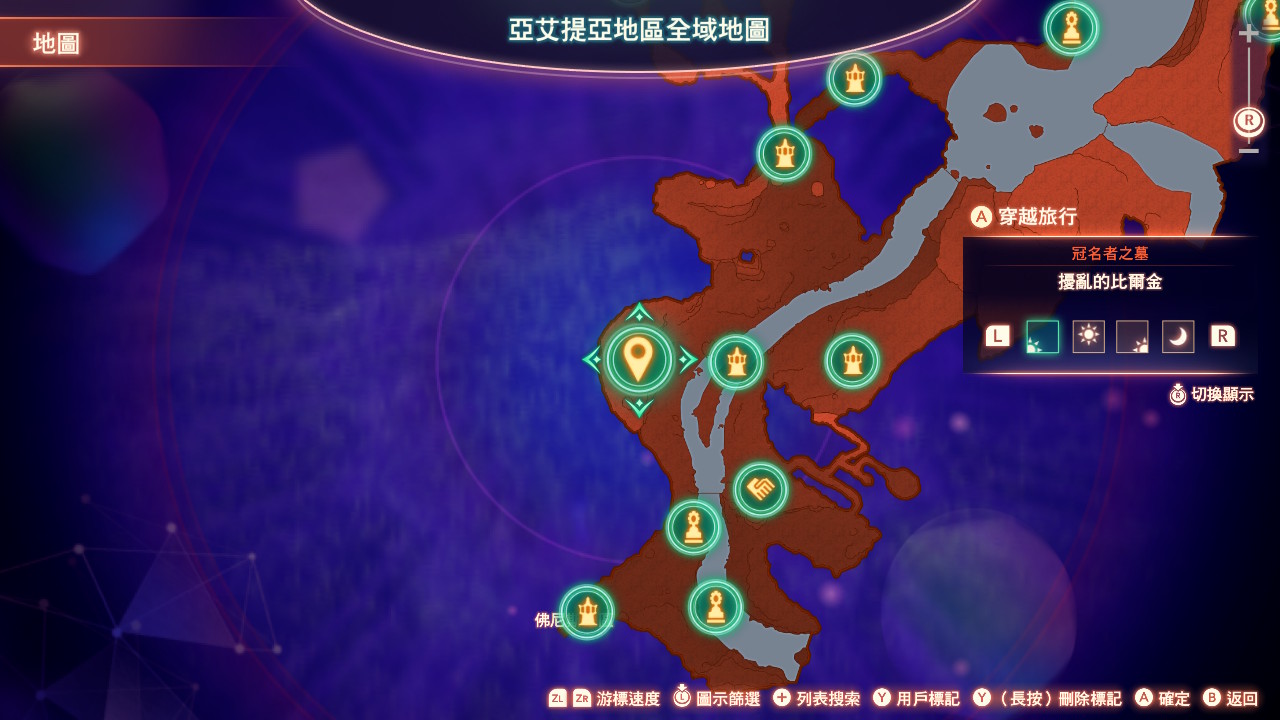 地圖
亞艾提亞地區全域地圖
R
A 穿越旅行
冠名者之墓
擾亂的比爾金
L R
R 切換顯示
佛尼
ZL ZR 游標速度 L 圖示篩選 + 列表搜索 Y 用戶標記 Y （長按）刪除標記 A 確定 B 返回